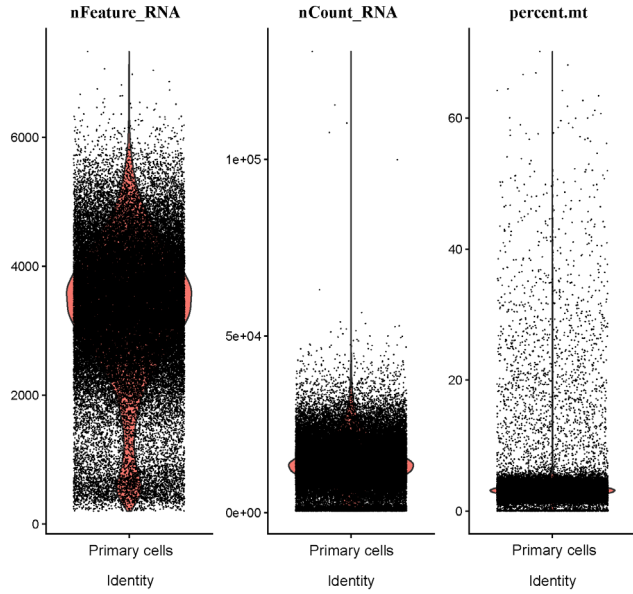 nFeature_RNA
6000
4000
2000
0
Primary cells
Identity
nCount_RNA
1e+05
5e+04
0e+00
Primary cells
Identity
percent.mt
60
40
20
0
Primary cells
Identity